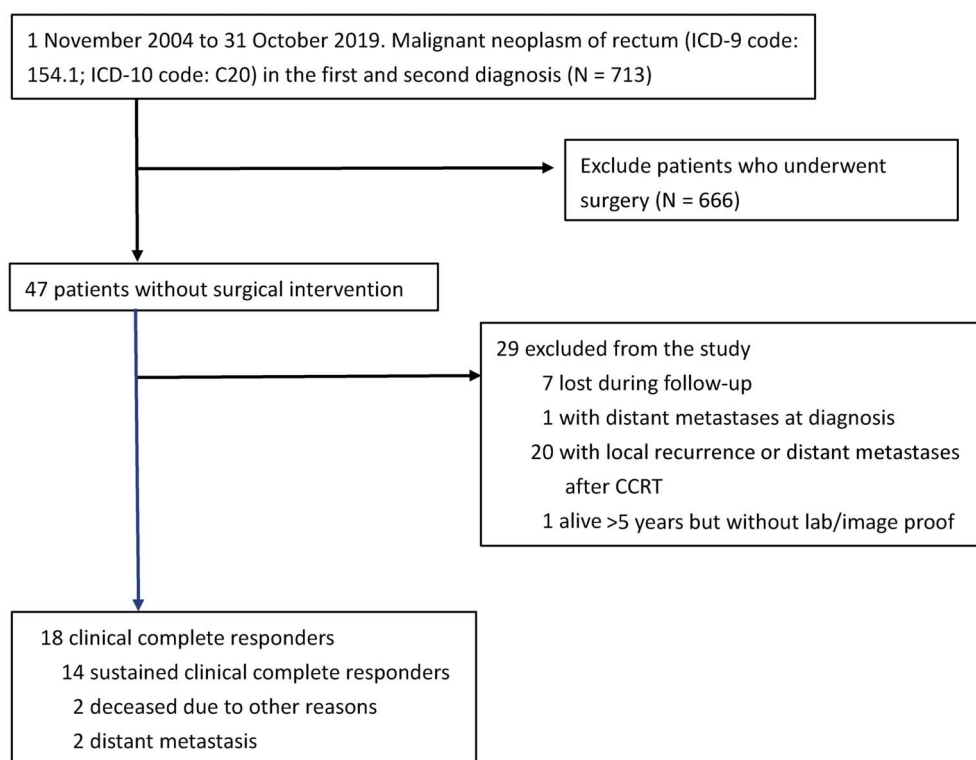 1 November 2004 to 31 October 2019. Malignant neoplasm of rectum (ICD-9 code:
154.1; ICD-10 code: C20) in the first and second diagnosis (N = 713)
Exclude patients who underwent
surgery (N = 666)
47 patients without surgical intervention
29 excluded from the study
7 lost during follow-up
1 with distant metastases at diagnosis
20 with local recurrence or distant metastases
after CCRT
1 alive >5 years but without lab/image proof
18 clinical complete responders
14 sustained clinical complete responders
2 deceased due to other reasons
2 distant metastasis